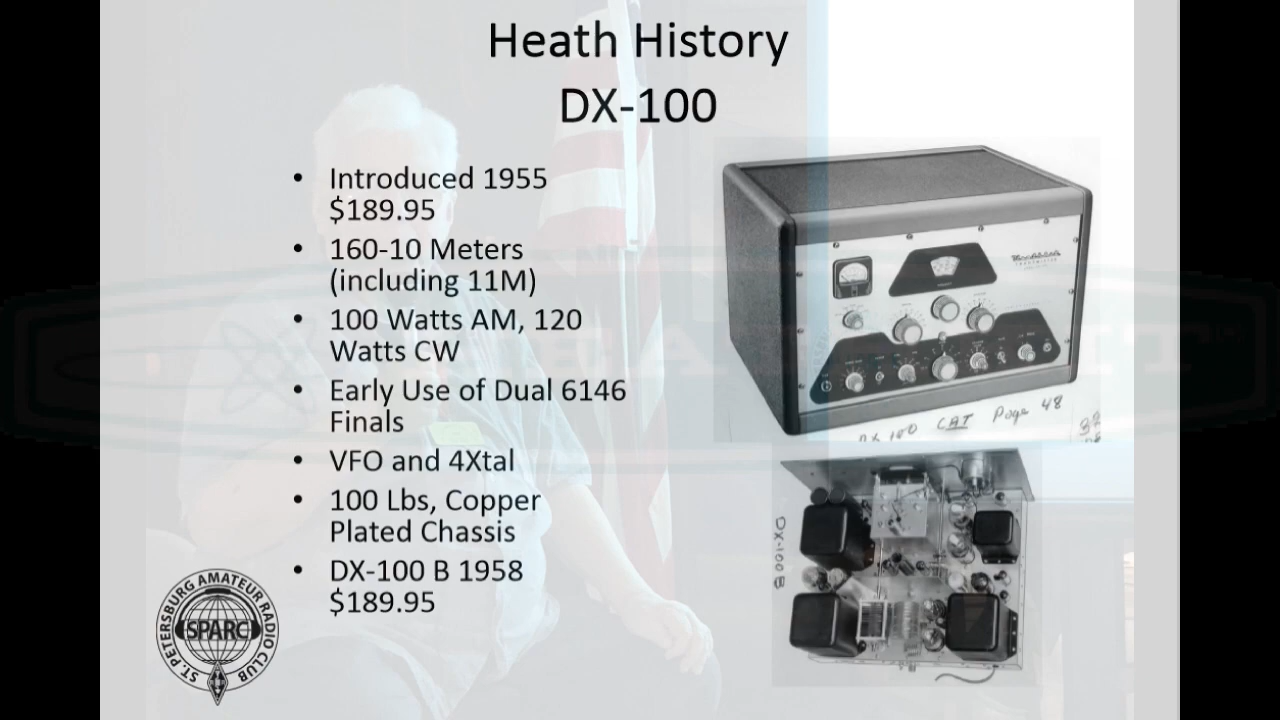 Heath History
DX-100
• Introduced 1955
$189.95
• 160-10 Meters
(including 11M)
• 100 Watts AM, 120
Watts CW
• Early Use of Dual 6146
Finals
• VFO and 4Xtal
• 100 Lbs, Copper
Plated Chassis
• DX-100 B 1958
$189.95
DX 100 CAT Page 48
DX-100 B
ST. PETERSBURG AMATEUR RADIO CLUB
SPARC